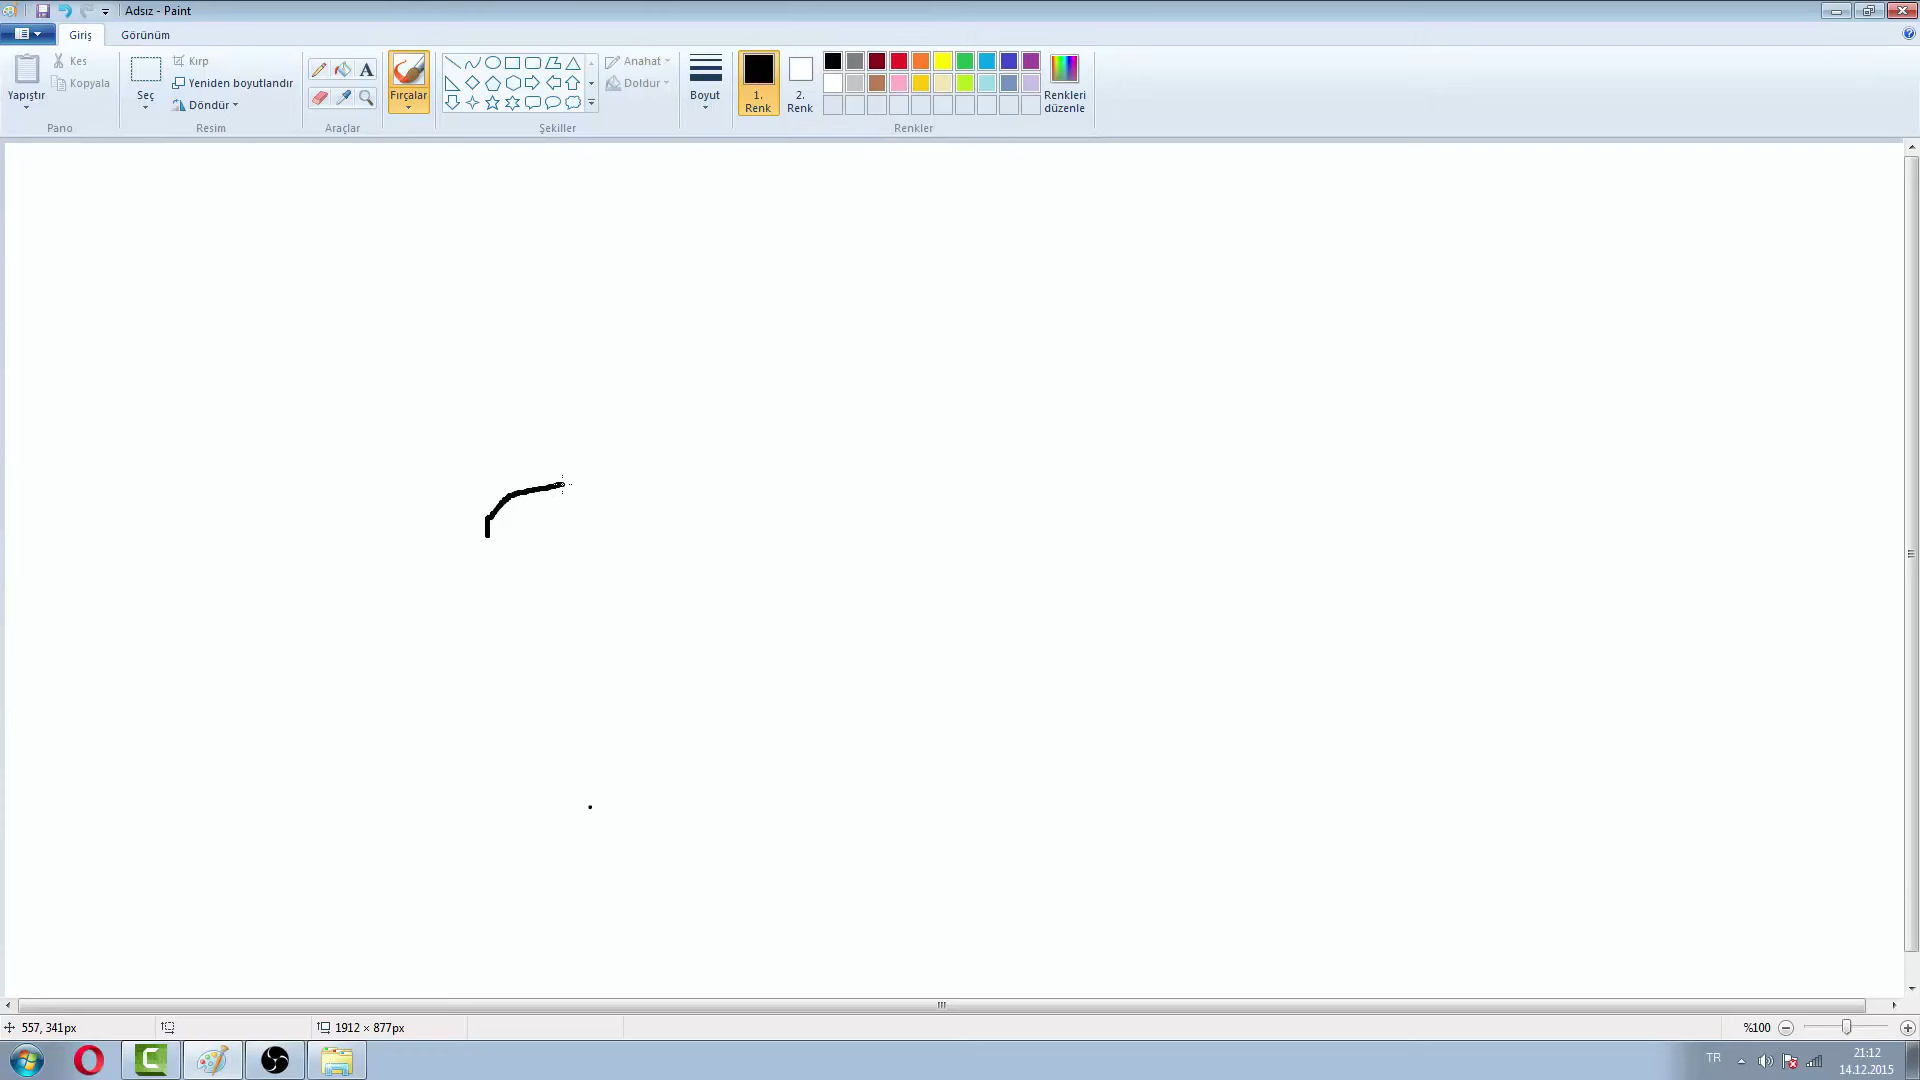 Adsız - Paint
Giriş Görünüm
Yapıştır
Kes
Kopyala
Pano
Seç
Kırp
Yeniden boyutlandır
Döndür
Resim
Araçlar
Fırçalar
Şekiller
Anahat
Doldur
Boyut
1.
Renk
2.
Renk
Renkler
Renkleri
düzenle
557, 341px
1912 × 877px
%100
TR
21:12
14.12.2015